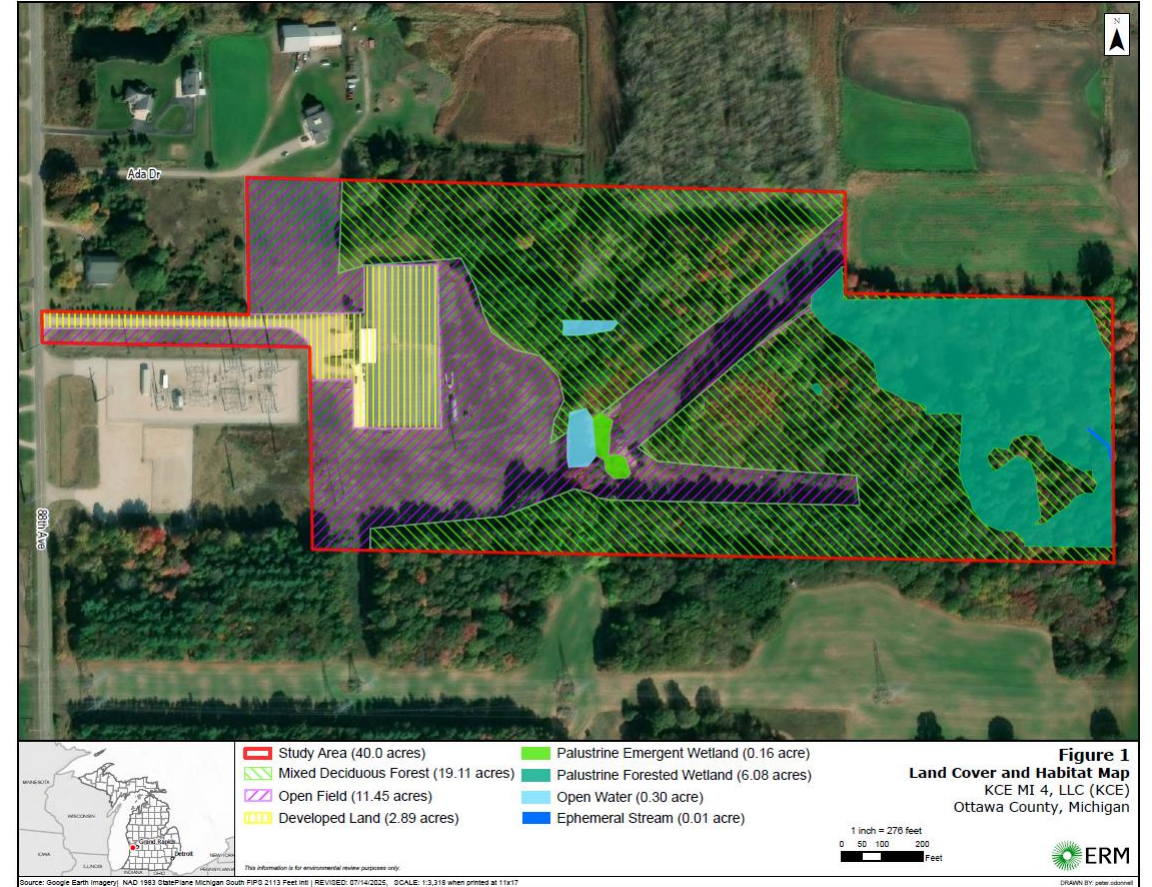 N
Ada Dr
88th Ave
Study Area (40.0 acres)
Mixed Deciduous Forest (19.11 acres)
Open Field (11.45 acres)
Developed Land (2.89 acres)
Palustrine Emergent Wetland (0.16 acre)
Palustrine Forested Wetland (6.08 acres)
Open Water (0.30 acre)
Ephemeral Stream (0.01 acre)
Figure 1
Land Cover and Habitat Map
KCE MI 4, LLC (KCE)
Ottawa County, Michigan
1 inch = 276 feet
0 50 100 200
Feet
ERM
MINNESOTA
WISCONSIN
IOWA
ILLINOIS
INDIANA
OHIO
Grand Rapids
Detroit
NEW YORK
PENNSYLVANIA
This information is for environmental review purposes only.
Source: Google Earth Imagery| NAD 1983 StatePlane Michigan South FIPS 2113 Feet Intl | REVISED: 07/14/2025, SCALE: 1:3,318 when printed at 11x17
DRAWN BY: peter.odonnell